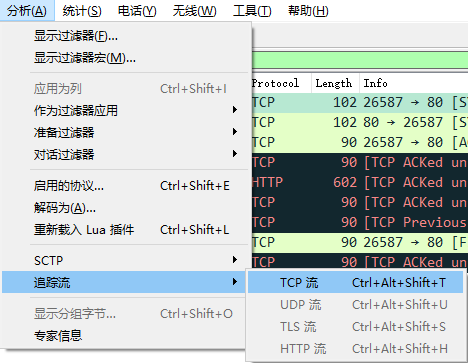 分析(A) 统计(S) 电话(Y) 无线(W) 工具(T) 帮助(H)
显示过滤器(F)...
显示过滤器宏(M)...
应用为列 Ctrl+Shift+I
作为过滤器应用
准备过滤器
对话过滤器
启用的协议... Ctrl+Shift+E
解码为(A)...
重新载入 Lua 插件 Ctrl+Shift+L
SCTP
追踪流
显示分组字节... Ctrl+Shift+O
专家信息
TCP 流 Ctrl+Alt+Shift+T
UDP 流 Ctrl+Alt+Shift+U
TLS 流 Ctrl+Alt+Shift+S
HTTP 流 Ctrl+Alt+Shift+H
Protocol Length Info
TCP 102 26587 → 80 [S
TCP 102 80 → 26587 [S
TCP 90 26587 → 80 [A
TCP 90 [TCP ACKed un
HTTP 602 [TCP ACKed un
TCP 90 [TCP ACKed un
TCP 90 [TCP Previous
TCP 90 26587 → 80 [F
TCP 90 [TCP ACKed un